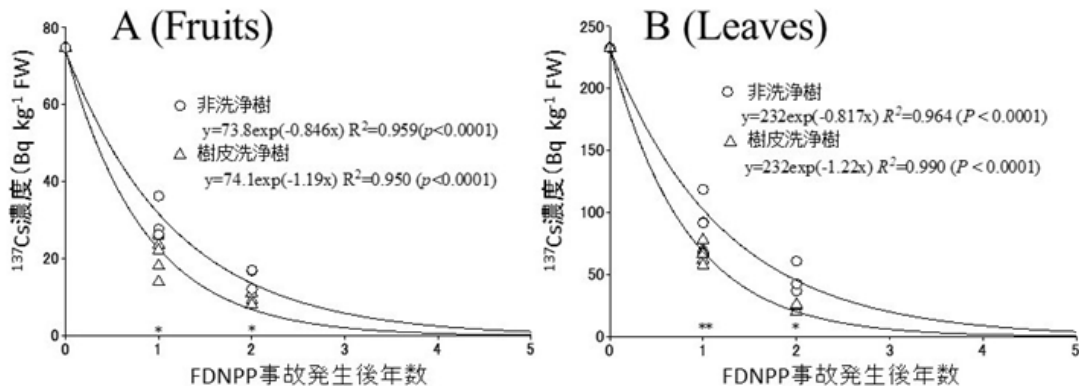 A (Fruits)
80
60
40
20
0
¹³⁷Cs濃度(Bq kg⁻¹ FW)
○ 非洗浄樹
y=73.8exp(-0.846x) R²=0.959(p<0.0001)
△ 樹皮洗浄樹
y=74.1exp(-1.19x) R²=0.950 (p<0.0001)
* *
0 1 2 3 4 5
FDNPP事故発生後年数
B (Leaves)
250
200
150
100
50
0
¹³⁷Cs濃度(Bq kg⁻¹ FW)
○ 非洗浄樹
y=232exp(-0.817x) R²=0.964 (P < 0.0001)
△ 樹皮洗浄樹
y=232exp(-1.22x) R²=0.990 (P < 0.0001)
** *
0 1 2 3 4 5
FDNPP事故発生後年数